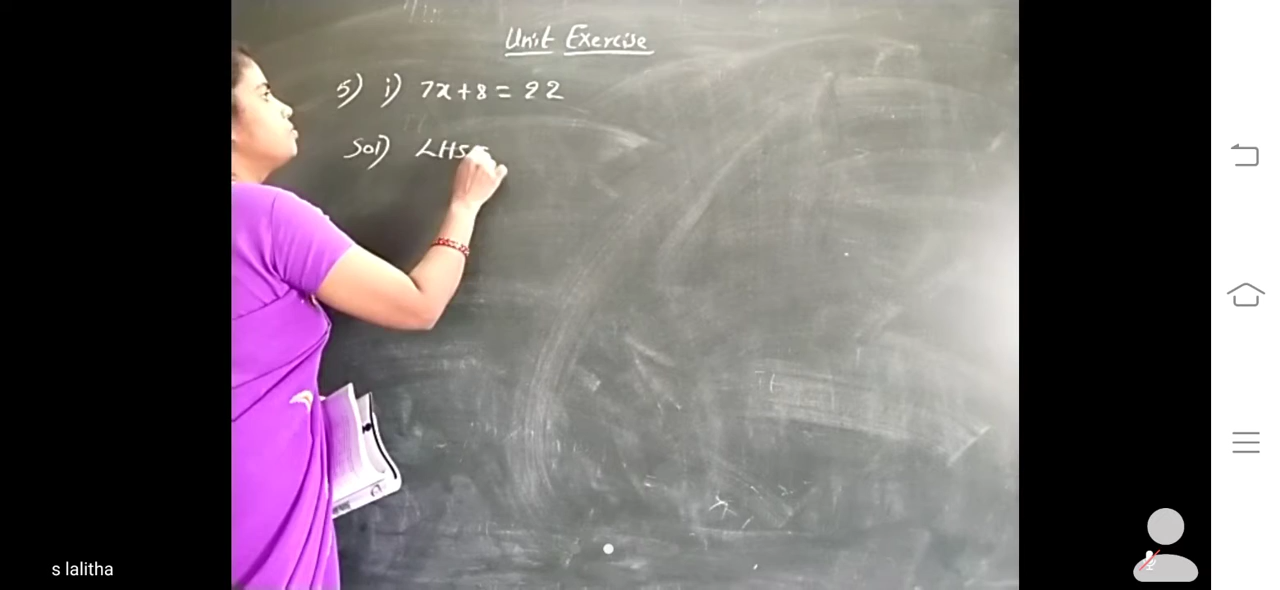 Unit Exercise
5) i) 7x+8=22
Sol) LHS
s lalitha